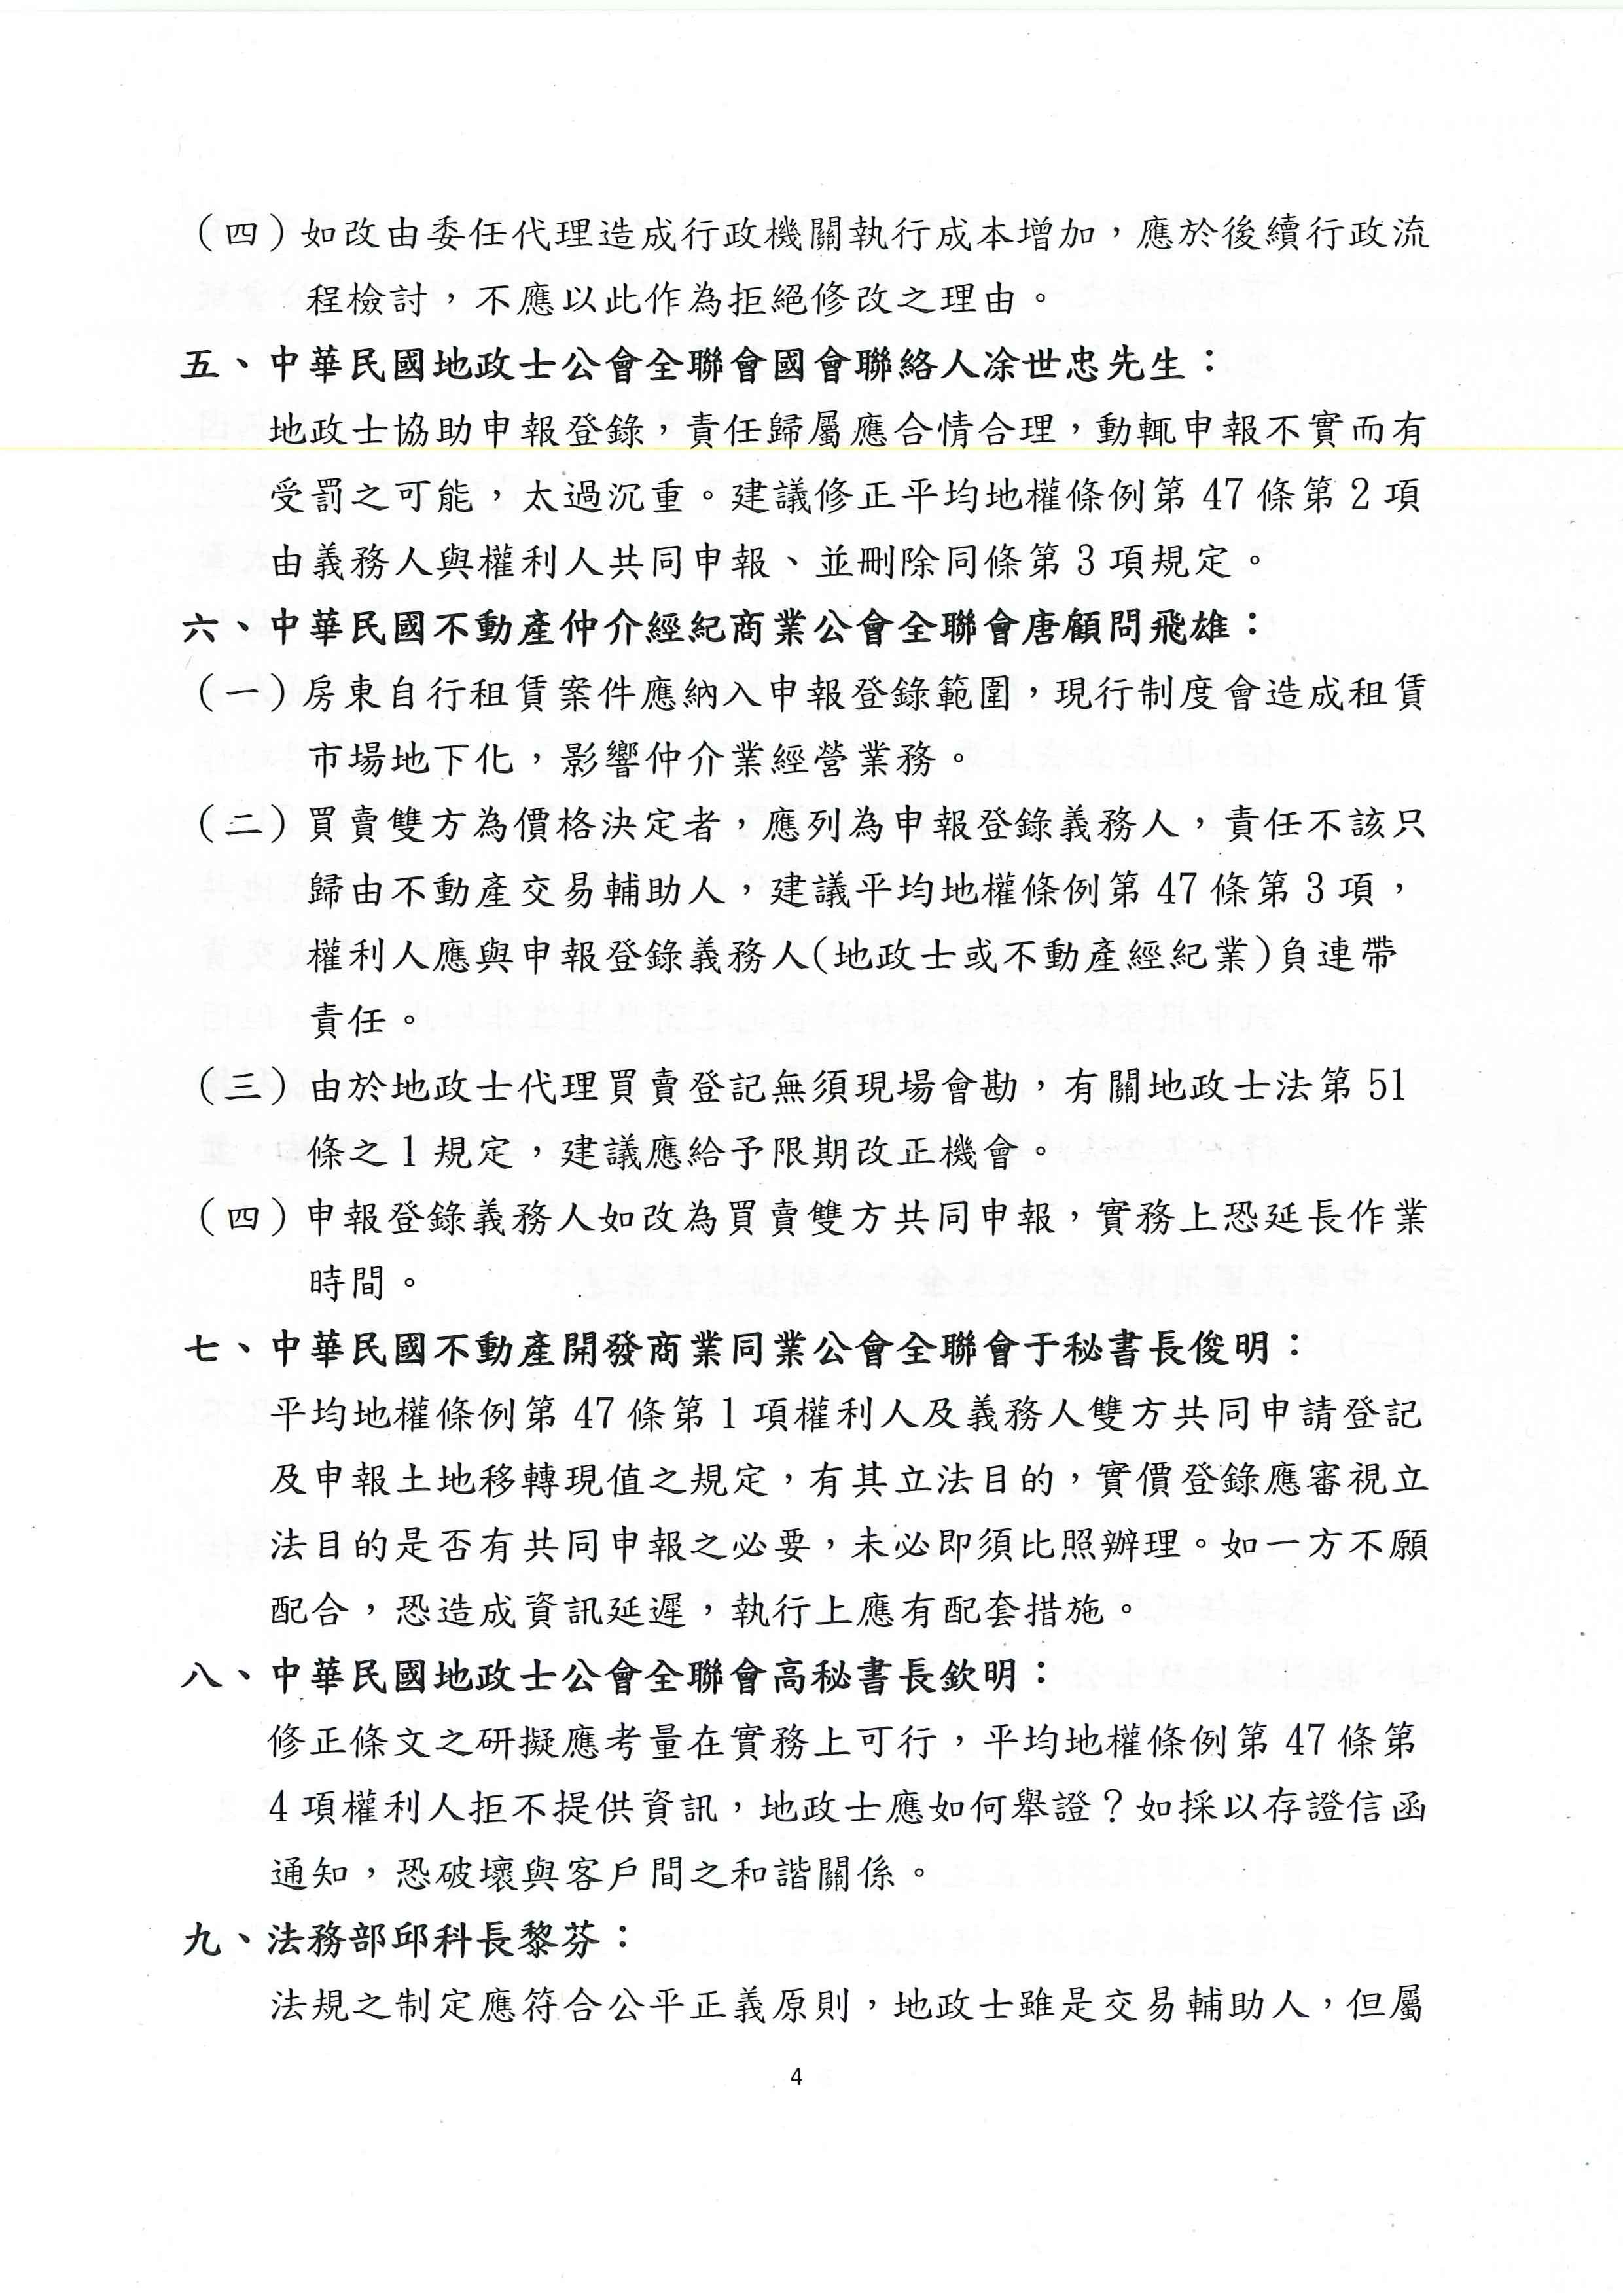 （四）如改由委任代理造成行政機關執行成本增加，應於後續行政流
程檢討，不應以此作為拒絕修改之理由。
五、中華民國地政士公會全聯會國會聯絡人凃世忠先生：
地政士協助申報登錄，責任歸屬應合情合理，動輒申報不實而有
受罰之可能，太過沉重。建議修正平均地權條例第 47 條第 2 項
由義務人與權利人共同申報、並刪除同條第 3 項規定。
六、中華民國不動產仲介經紀商業公會全聯會唐顧問飛雄：
（一）房東自行租賃案件應納入申報登錄範圍，現行制度會造成租賃
市場地下化，影響仲介業經營業務。
（二）買賣雙方為價格決定者，應列為申報登錄義務人，責任不該只
歸由不動產交易輔助人，建議平均地權條例第 47 條第 3 項，
權利人應與申報登錄義務人(地政士或不動產經紀業)負連帶
責任。
（三）由於地政士代理買賣登記無須現場會勘，有關地政士法第 51
條之 1 規定，建議應給予限期改正機會。
（四）申報登錄義務人如改為買賣雙方共同申報，實務上恐延長作業
時間。
七、中華民國不動產開發商業同業公會全聯會于秘書長俊明：
平均地權條例第 47 條第 1 項權利人及義務人雙方共同申請登記
及申報土地移轉現值之規定，有其立法目的，實價登錄應審視立
法目的是否有共同申報之必要，未必即須比照辦理。如一方不願
配合，恐造成資訊延遲，執行上應有配套措施。
八、中華民國地政士公會全聯會高秘書長欽明：
修正條文之研擬應考量在實務上可行，平均地權條例第 47 條第
4 項權利人拒不提供資訊，地政士應如何舉證？如採以存證信函
通知，恐破壞與客戶間之和諧關係。
九、法務部邱科長黎芬：
法規之制定應符合公平正義原則，地政士雖是交易輔助人，但屬
4